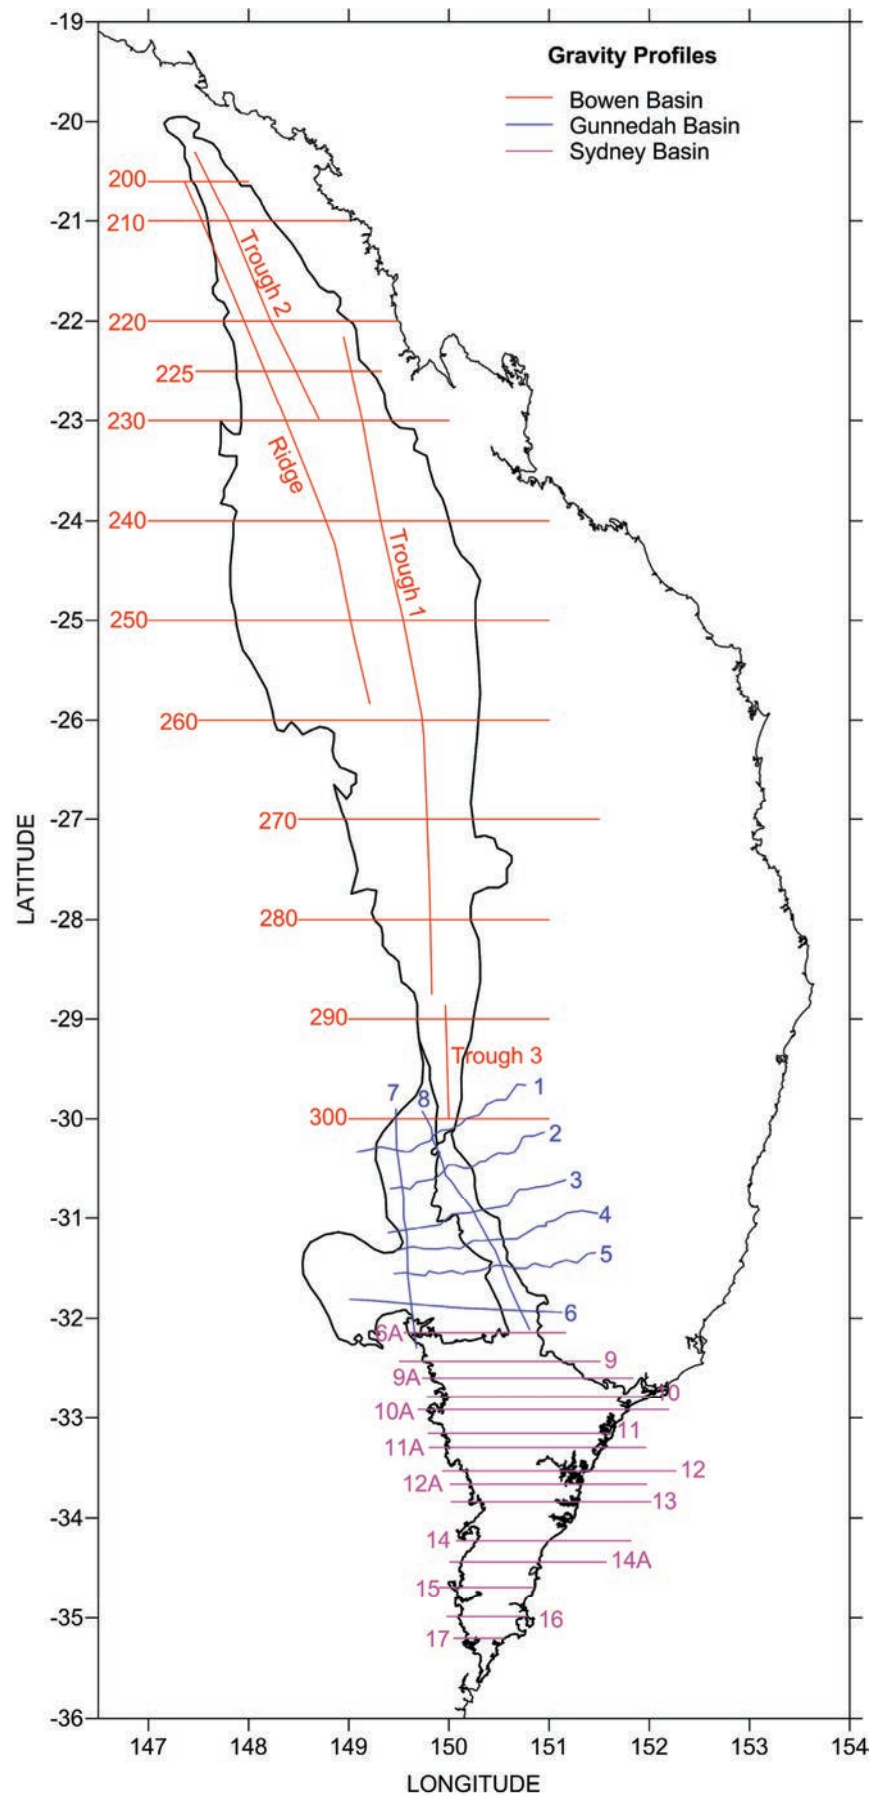 -19
Gravity Profiles
Bowen Basin
Gunnedah Basin
Sydney Basin
-20
200
210
-21
Trough 2
220
-22
225
230
-23
Ridge
240
-24
Trough 1
250
-25
260
-26
270
-27
LATITUDE
280
-28
290
-29
Trough 3
7
8
1
300
-30
2
3
4
-31
5
6
-32
6A
9
9A
10
10A
-33
11
11A
12
12A
13
-34
14
14A
15
16
-35
17
-36
147 148 149 150 151 152 153 154
LONGITUDE